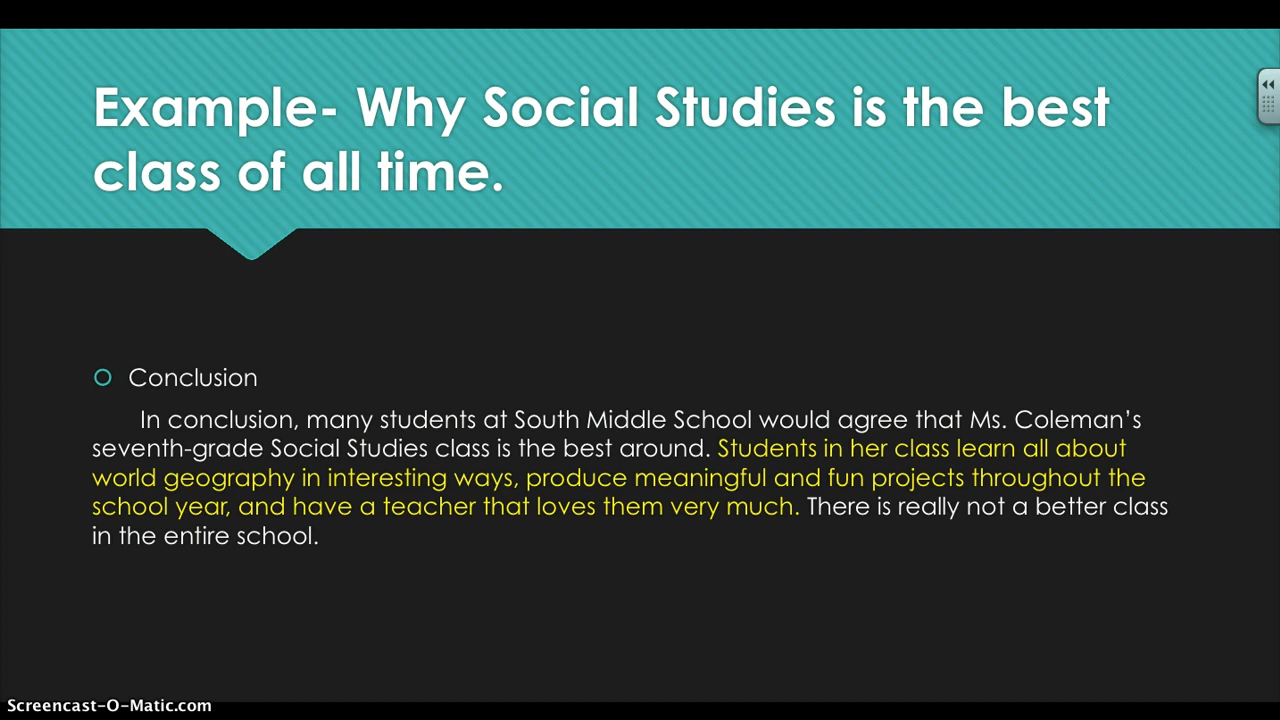 Example- Why Social Studies is the best
class of all time.
Conclusion
In conclusion, many students at South Middle School would agree that Ms. Coleman’s
seventh-grade Social Studies class is the best around. Students in her class learn all about
world geography in interesting ways, produce meaningful and fun projects throughout the
school year, and have a teacher that loves them very much. There is really not a better class
in the entire school.
Screencast-O-Matic.com